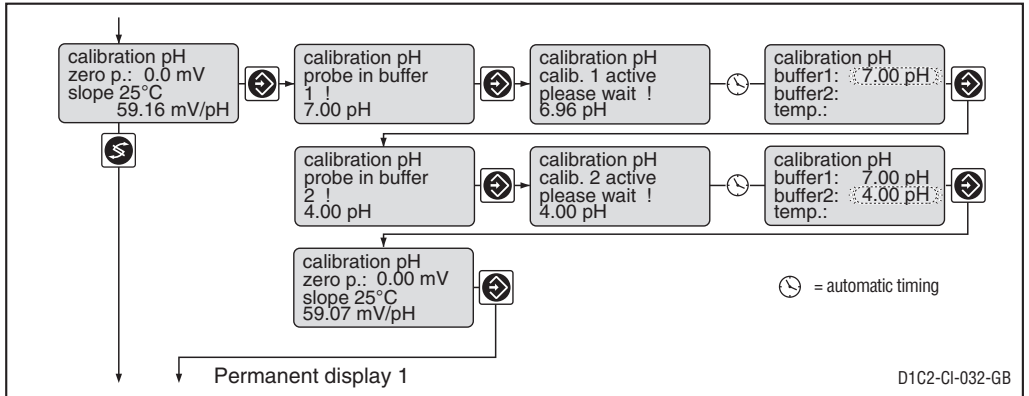 calibration pH
zero p.: 0.0 mV
slope 25°C
59.16 mV/pH
calibration pH
probe in buffer
1 !
7.00 pH
calibration pH
calib. 1 active
please wait !
6.96 pH
calibration pH
buffer1: 7.00 pH
buffer2:
temp.:
calibration pH
probe in buffer
2 !
4.00 pH
calibration pH
calib. 2 active
please wait !
4.00 pH
calibration pH
buffer1: 7.00 pH
buffer2: 4.00 pH
temp.:
calibration pH
zero p.: 0.00 mV
slope 25°C
59.07 mV/pH
= automatic timing
Permanent display 1
D1C2-CI-032-GB